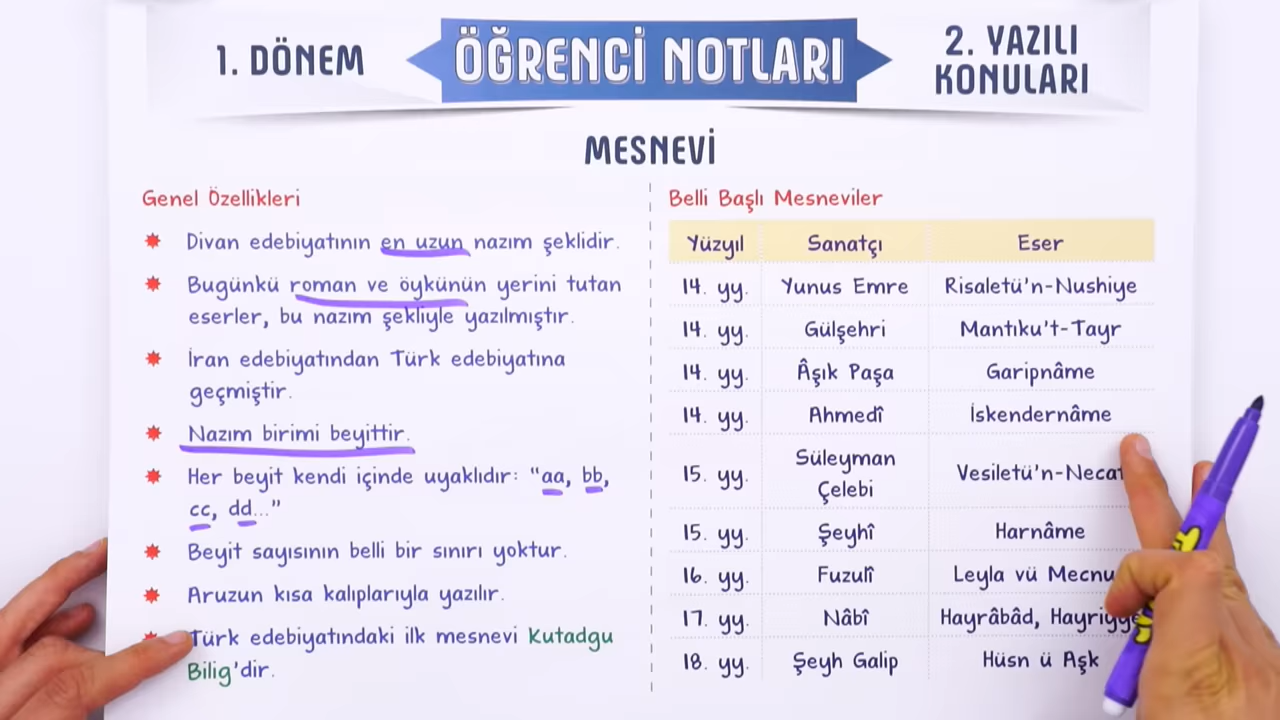 1. DÖNEM
ÖĞRENCİ NOTLARI
2. YAZILI
KONULARI
MESNEVİ
Genel Özellikleri
Divan edebiyatının en uzun nazım şeklidir.
Bugünkü roman ve öykünün yerini tutan
eserler, bu nazım şekliyle yazılmıştır.
İran edebiyatından Türk edebiyatına
geçmiştir.
Nazım birimi beyittir.
Her beyit kendi içinde uyaklıdır: "aa, bb,
cc, dd..."
Beyit sayısının belli bir sınırı yoktur.
Aruzun kısa kalıplarıyla yazılır.
Türk edebiyatındaki ilk mesnevi Kutadgu
Bilig'dir.
Belli Başlı Mesneviler
Yüzyıl Sanatçı Eser
14. yy. Yunus Emre Risaletü'n-Nushiye
14. yy. Gülşehri Mantıku't-Tayr
14. yy. Âşık Paşa Garipnâme
14. yy. Ahmedî İskendernâme
15. yy. Süleyman Çelebi Vesiletü'n-Necat
15. yy. Şeyhî Harnâme
16. yy. Fuzulî Leyla vü Mecnu
17. yy. Nâbî Hayrâbâd, Hayriyye
18. yy. Şeyh Galip Hüsn ü Aşk